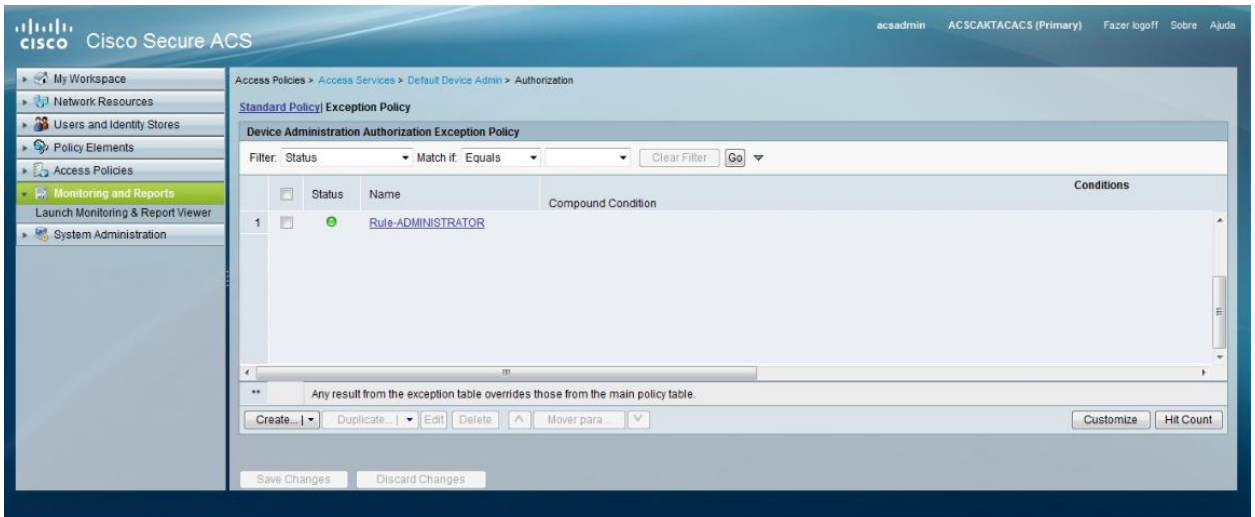 cisco Cisco Secure ACS
acsadmin ACSCAKTACACS (Primary) Fazer logoff Sobre Ajuda
My Workspace
Network Resources
Users and Identity Stores
Policy Elements
Access Policies
Monitoring and Reports
Launch Monitoring & Report Viewer
System Administration
Access Policies > Access Services > Default Device Admin > Authorization
Standard Policy| Exception Policy
Device Administration Authorization Exception Policy
Filter: Status Match if: Equals Clear Filter Go
Status Name Conditions
Compound Condition
1 Rule-ADMINISTRATOR
** Any result from the exception table overrides those from the main policy table.
Create... | Duplicate... | Edit Delete Mover para... Customize Hit Count
Save Changes Discard Changes